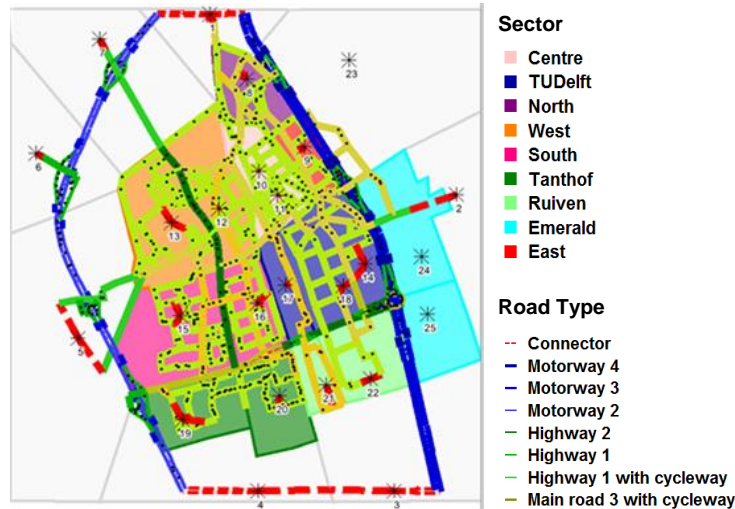 1
7
23
8
6
9
10
2
11
12
13
24
14
17
18
16
25
15
5
22
21
20
19
4
3
Sector
Centre
TUDelft
North
West
South
Tanthof
Ruiven
Emerald
East
Road Type
Connector
Motorway 4
Motorway 3
Motorway 2
Highway 2
Highway 1
Highway 1 with cycleway
Main road 3 with cycleway